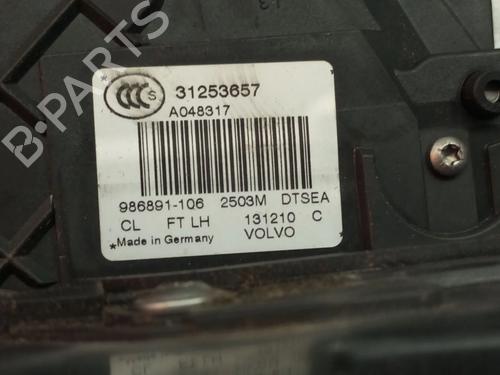 31253657
A048317
986891-106 2503M DTSEA
CL FT LH 131210 C
*Made in Germany VOLVO *
B-PARTS